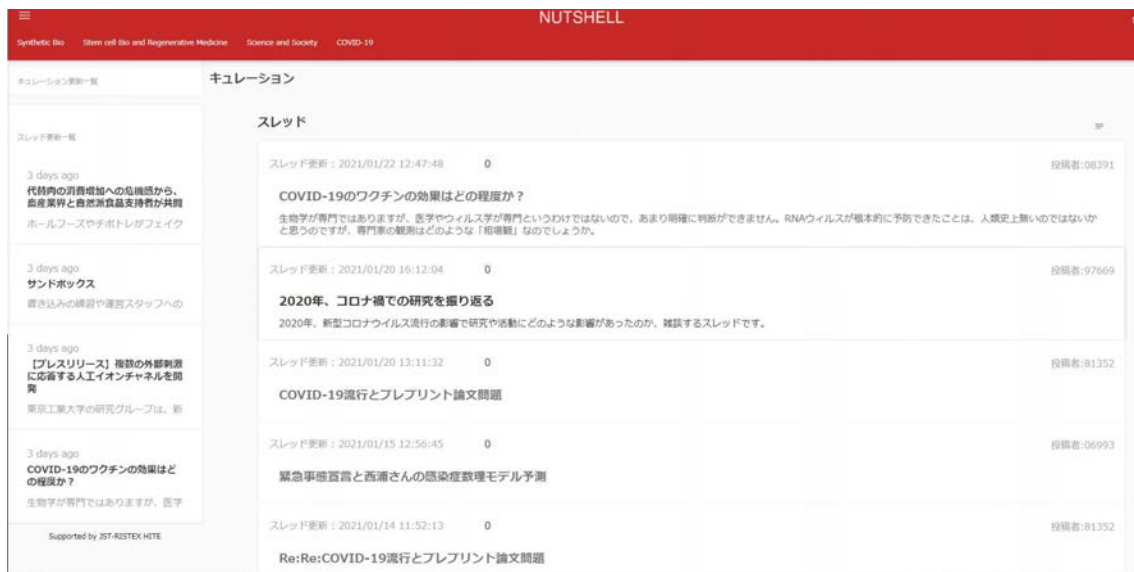 NUTSHELL
Synthetic Bio Stem cell Bio and Regenerative Medicine Science and Society COVID-19
キュレーション更新一覧
キュレーション
スレッド更新一覧
3 days ago
代替肉の消費増加への危機感から、
畜産業界と自然派食品支持者が共闘
ホールフーズやチポトレがフェイク
3 days ago
サンドボックス
書き込みの練習や運営スタッフへの
3 days ago
【プレスリリース】複数の外部刺激
に応答する人工イオンチャネルを開
発
東京工業大学の研究グループは、新
3 days ago
COVID-19のワクチンの効果はど
の程度か？
生物学が専門ではありますが、医学
Supported by JST-RISTEX HITE
スレッド
スレッド更新：2021/01/22 12:47:48 0 投稿者:08391
COVID-19のワクチンの効果はどの程度か？
生物学が専門ではありますが、医学やウィルス学が専門というわけではないので、あまり明確に判断ができません。RNAウィルスが根本的に予防できたことは、人類史上無いのではないか
と思うのですが、専門家の観測はどのような「相場観」なのでしょうか。
スレッド更新：2021/01/20 16:12:04 0 投稿者:97669
2020年、コロナ禍での研究を振り返る
2020年、新型コロナウイルス流行の影響で研究や活動にどのような影響があったのか、雑談するスレッドです。
スレッド更新：2021/01/20 13:11:32 0 投稿者:81352
COVID-19流行とプレプリント論文問題
スレッド更新：2021/01/15 12:56:45 0 投稿者:06993
緊急事態宣言と西浦さんの感染症数理モデル予測
スレッド更新：2021/01/14 11:52:13 0 投稿者:81352
Re:Re:COVID-19流行とプレプリント論文問題